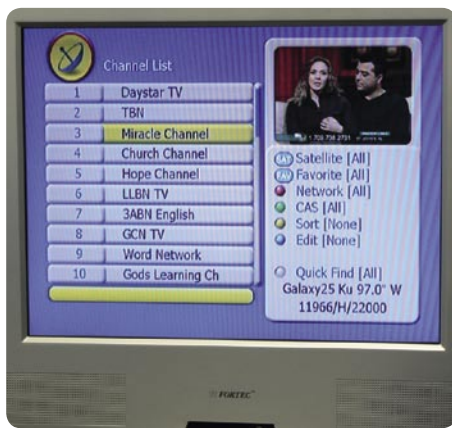 Channel List
1 Daystar TV
2 TBN
3 Miracle Channel
4 Church Channel
5 Hope Channel
6 LLBN TV
7 3ABN English
8 GCN TV
9 Word Network
10 Gods Learning Ch
SAT Satellite [All]
FAV Favorite [All]
Network [All]
CAS [All]
Sort [None]
Edit [None]
Quick Find [All]
Galaxy25 Ku 97.0° W
11966/H/22000
FORTEC